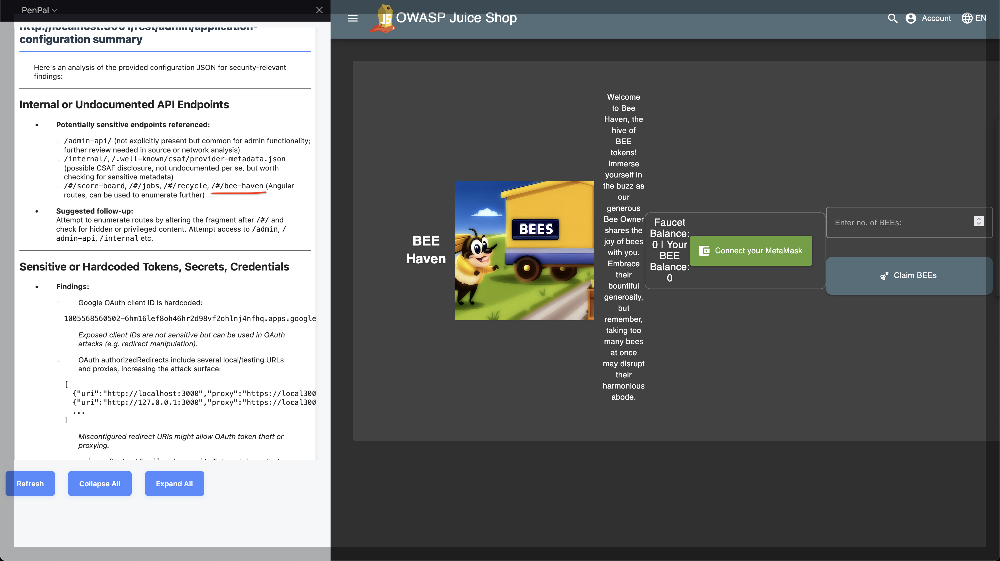 PenPal
http://localhost:3001/rest/admin/application-
configuration summary
Here's an analysis of the provided configuration JSON for security-relevant
findings:
Internal or Undocumented API Endpoints
• Potentially sensitive endpoints referenced:
◦ /admin-api/ (not explicitly present but common for admin functionality;
further review needed in source or network analysis)
◦ /internal/, /.well-known/csaf/provider-metadata.json
(possible CSAF disclosure, not undocumented per se, but worth
checking for sensitive metadata)
◦ /#/score-board, /#/jobs, /#/recycle, /#/bee-haven (Angular
routes, can be used to enumerate further)
• Suggested follow-up:
Attempt to enumerate routes by altering the fragment after /#/ and
check for hidden or privileged content. Attempt access to /admin, /
admin-api, /internal etc.
Sensitive or Hardcoded Tokens, Secrets, Credentials
• Findings:
◦ Google OAuth client ID is hardcoded:
1005568560502-6hm16lef8oh46hr2d98vf2ohlnj4nfhq.apps.google
Exposed client IDs are not sensitive but can be used in OAuth
attacks (e.g. redirect manipulation).
◦ OAuth authorizedRedirects include several local/testing URLs
and proxies, increasing the attack surface:
[
{"uri":"http://localhost:3000","proxy":"https://local300
{"uri":"http://127.0.0.1:3000","proxy":"https://local300
...
]
Misconfigured redirect URIs might allow OAuth token theft or
proxying.
Refresh
Collapse All
Expand All
JS
OWASP Juice Shop
Account
EN
BEE
Haven
BEES
Welcome
to Bee
Haven, the
hive of
BEE
tokens!
Immerse
yourself in
the buzz as
our
generous
Bee Owner
shares the
joy of bees
with you.
Embrace
their
bountiful
generosity,
but
remember,
taking too
many bees
at once
may disrupt
their
harmonious
abode.
Faucet
Balance:
0 | Your
BEE
Balance:
0
Connect your MetaMask
Enter no. of BEEs:
Claim BEEs